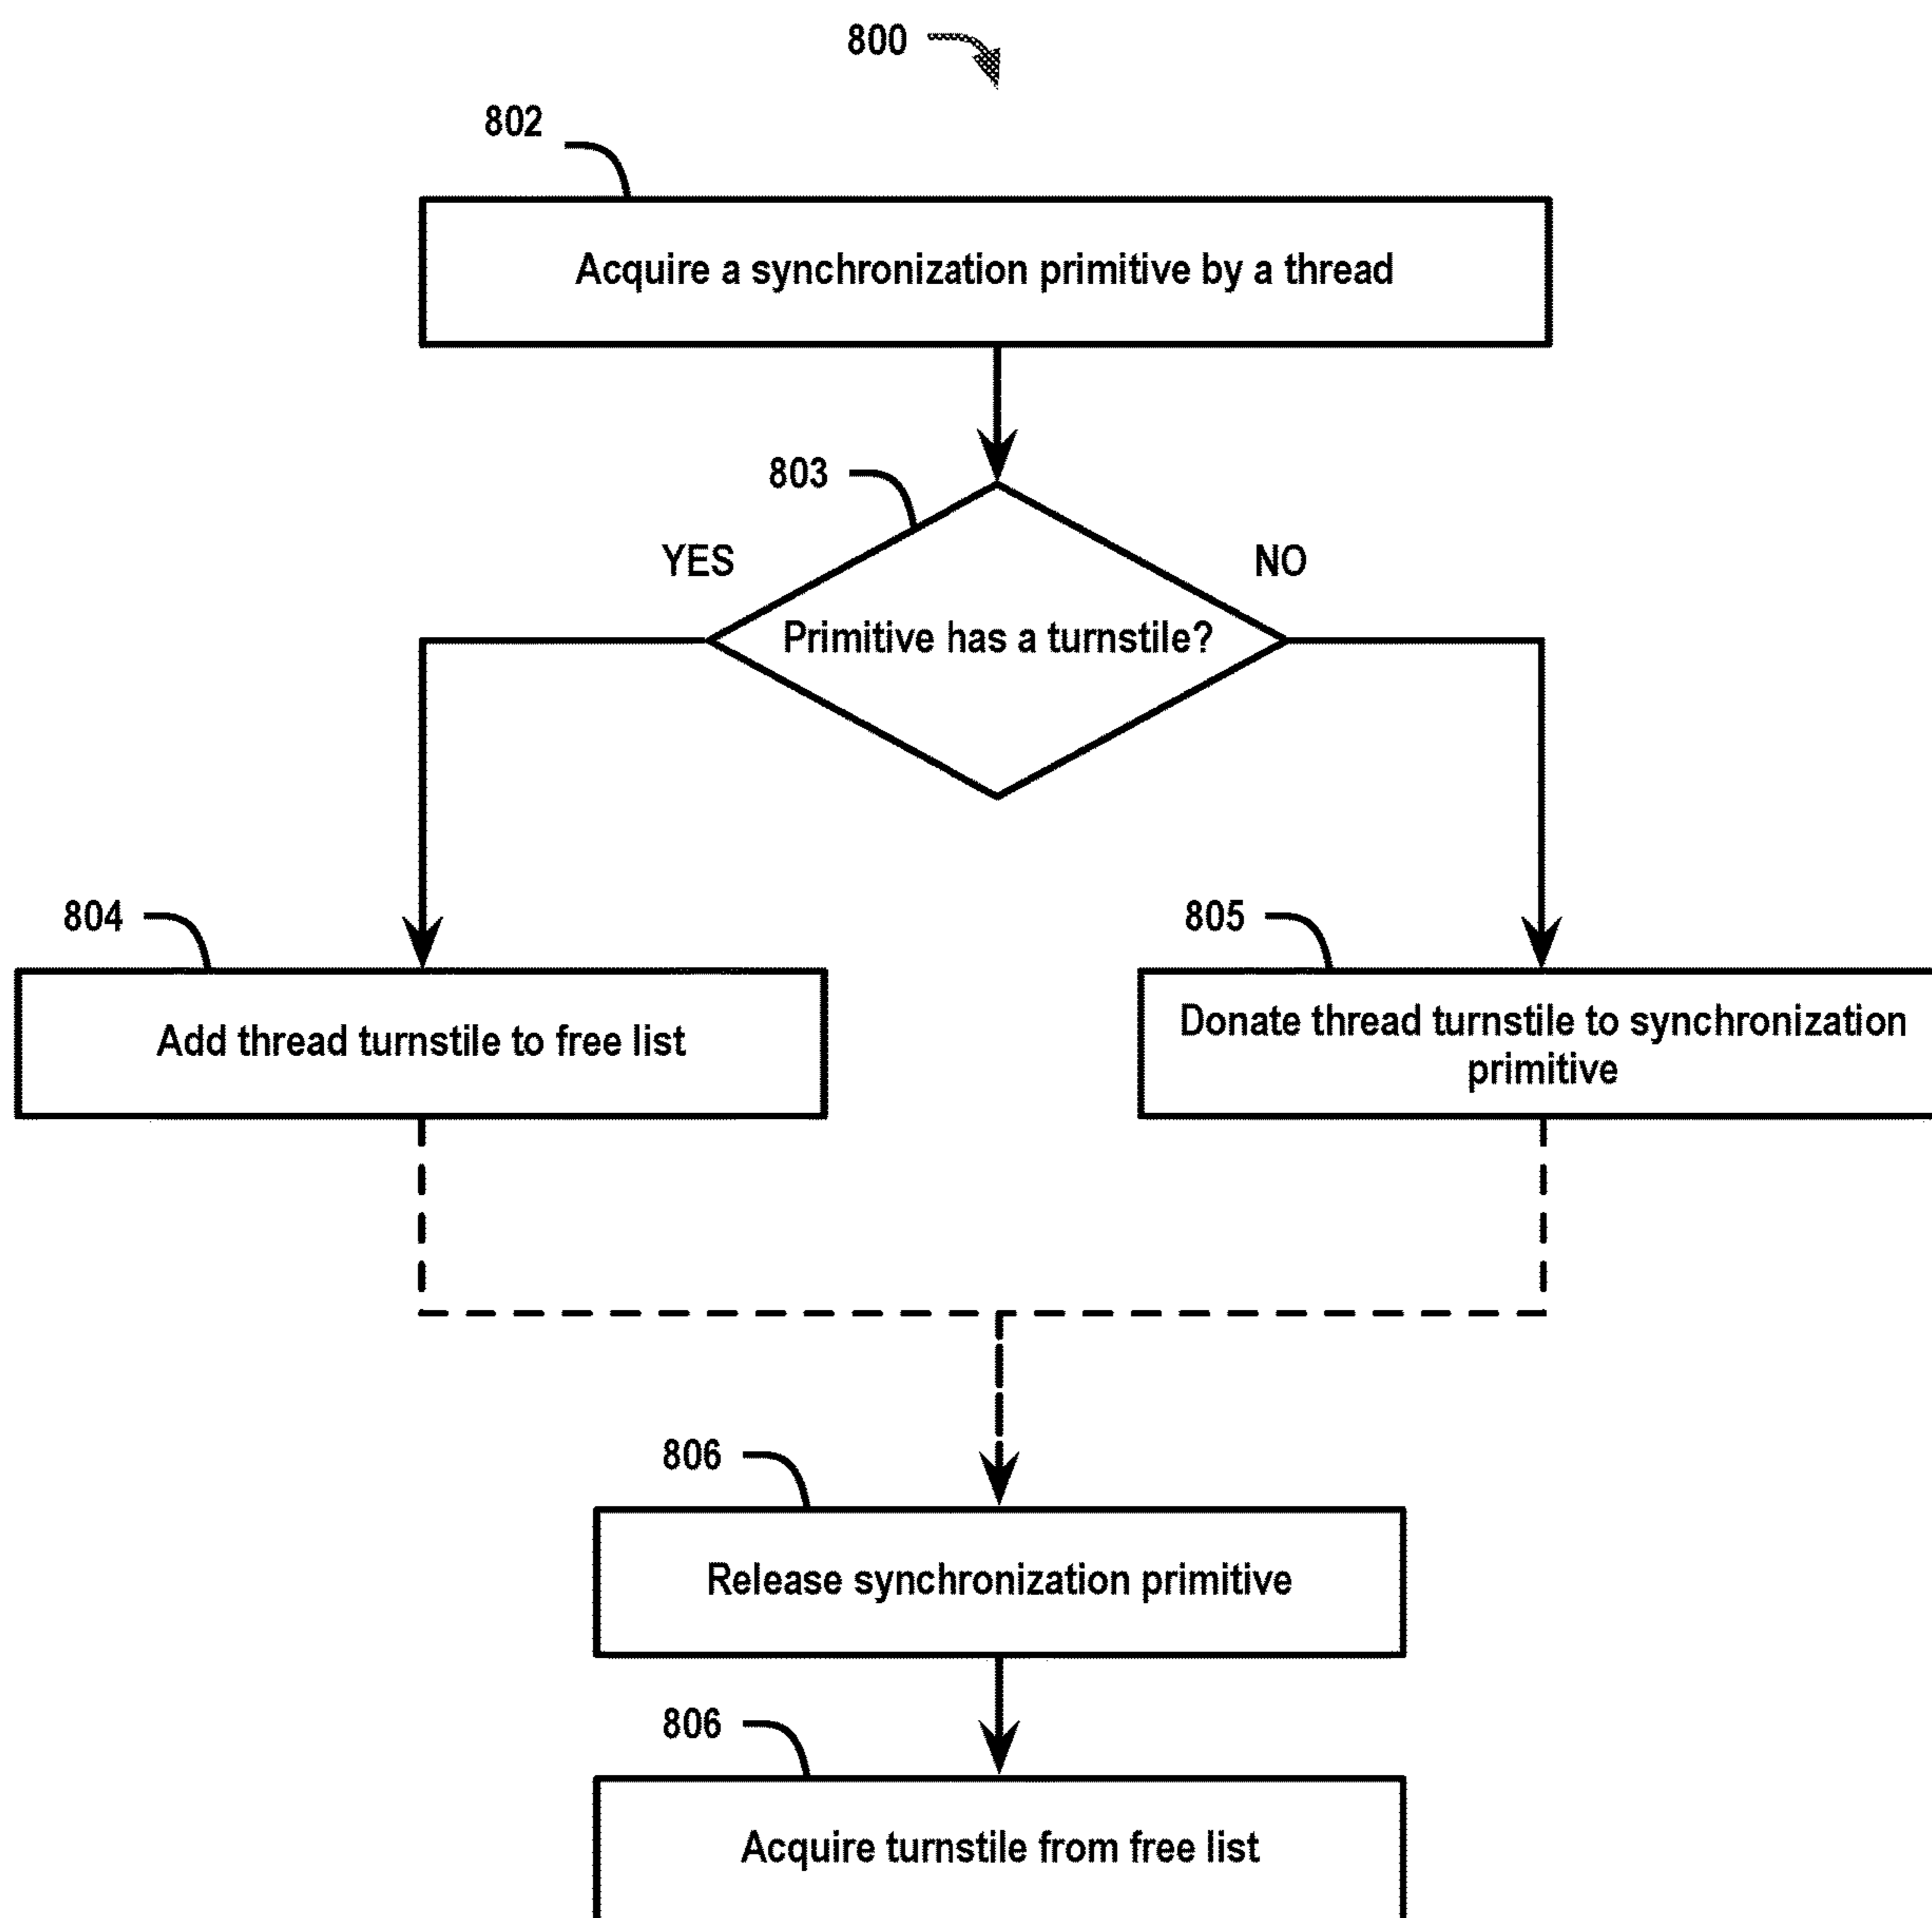 800
802
Acquire a synchronization primitive by a thread
803
YES
NO
Primitive has a turnstile?
804
805
Add thread turnstile to free list
Donate thread turnstile to synchronization
primitive
806
Release synchronization primitive
806
Acquire turnstile from free list